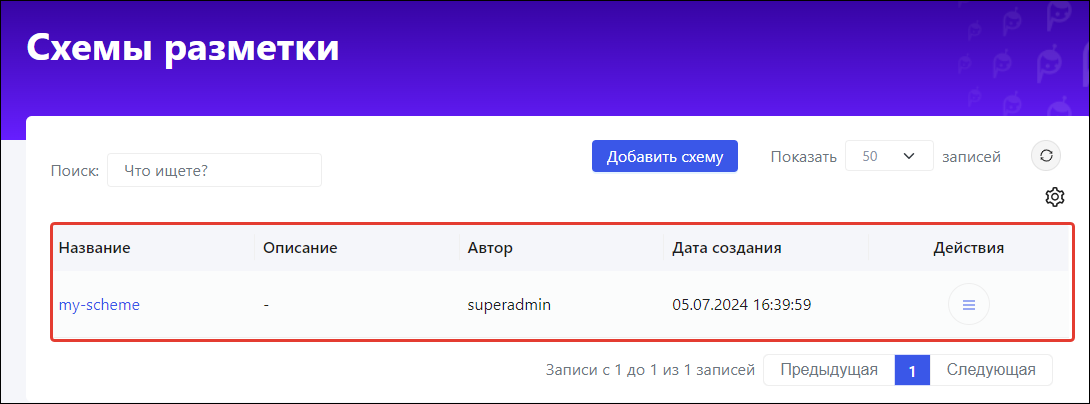 Схемы разметки
Поиск: Что ищете? Добавить схему Показать 50 записей
Название Описание Автор Дата создания Действия
my-scheme - superadmin 05.07.2024 16:39:59
Записи с 1 до 1 из 1 записей Предыдущая 1 Следующая